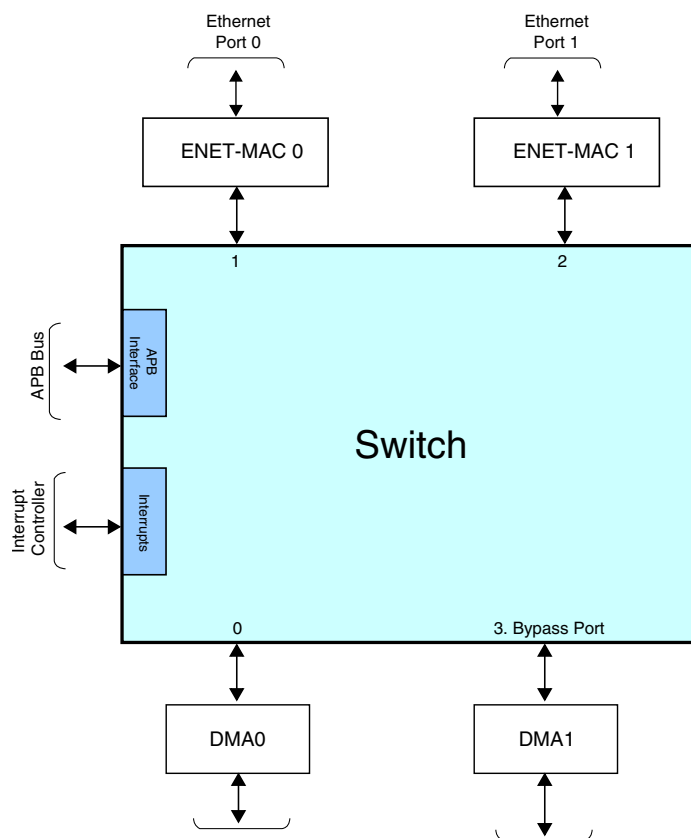 Ethernet
Port 0
Ethernet
Port 1
ENET-MAC 0
ENET-MAC 1
1
2
APB Bus
APB
Interface
Switch
Interrupt
Controller
Interrupts
0
3. Bypass Port
DMA0
DMA1